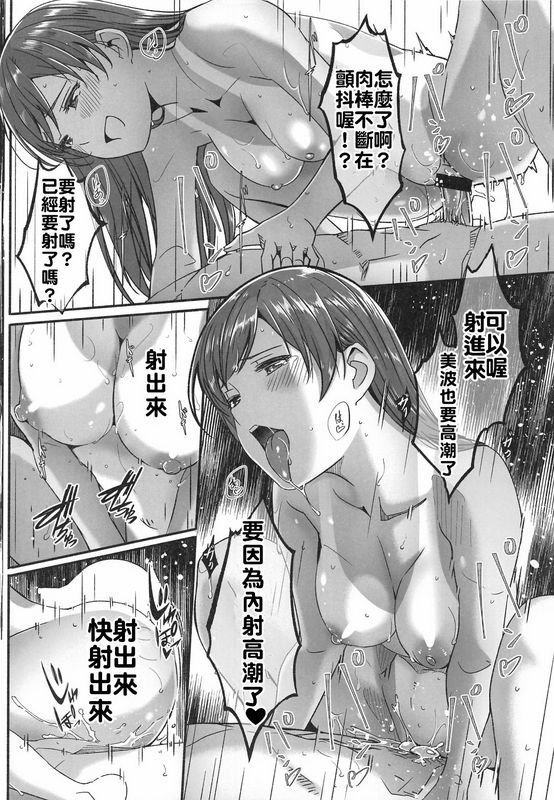 怎麼了啊?
肉棒不斷在
顫抖喔!?
要射了嗎?
已經要射了嗎?
可以喔
射進來
美波也要高潮了
射出來
要因為內射高潮了♥
射出來
快射出來